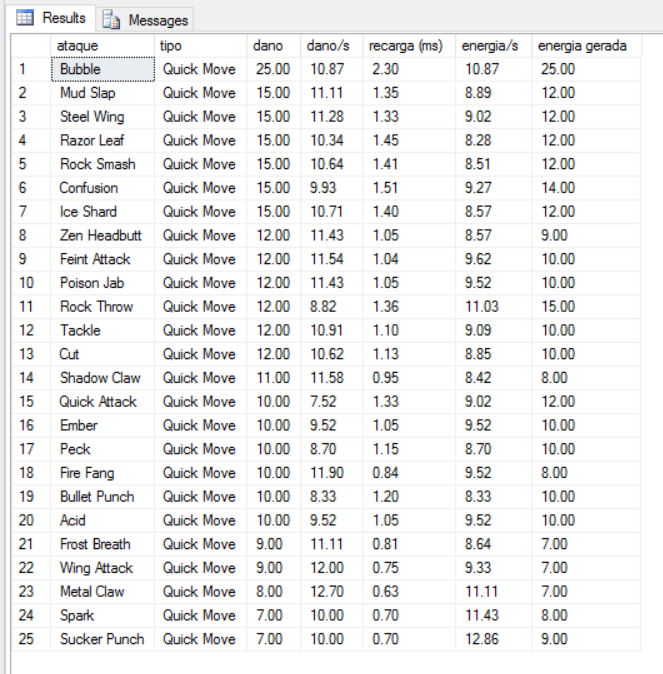 Results Messages
ataque tipo dano dano/s recarga (ms) energia/s energia gerada
1 Bubble Quick Move 25.00 10.87 2.30 10.87 25.00
2 Mud Slap Quick Move 15.00 11.11 1.35 8.89 12.00
3 Steel Wing Quick Move 15.00 11.28 1.33 9.02 12.00
4 Razor Leaf Quick Move 15.00 10.34 1.45 8.28 12.00
5 Rock Smash Quick Move 15.00 10.64 1.41 8.51 12.00
6 Confusion Quick Move 15.00 9.93 1.51 9.27 14.00
7 Ice Shard Quick Move 15.00 10.71 1.40 8.57 12.00
8 Zen Headbutt Quick Move 12.00 11.43 1.05 8.57 9.00
9 Feint Attack Quick Move 12.00 11.54 1.04 9.62 10.00
10 Poison Jab Quick Move 12.00 11.43 1.05 9.52 10.00
11 Rock Throw Quick Move 12.00 8.82 1.36 11.03 15.00
12 Tackle Quick Move 12.00 10.91 1.10 9.09 10.00
13 Cut Quick Move 12.00 10.62 1.13 8.85 10.00
14 Shadow Claw Quick Move 11.00 11.58 0.95 8.42 8.00
15 Quick Attack Quick Move 10.00 7.52 1.33 9.02 12.00
16 Ember Quick Move 10.00 9.52 1.05 9.52 10.00
17 Peck Quick Move 10.00 8.70 1.15 8.70 10.00
18 Fire Fang Quick Move 10.00 11.90 0.84 9.52 8.00
19 Bullet Punch Quick Move 10.00 8.33 1.20 8.33 10.00
20 Acid Quick Move 10.00 9.52 1.05 9.52 10.00
21 Frost Breath Quick Move 9.00 11.11 0.81 8.64 7.00
22 Wing Attack Quick Move 9.00 12.00 0.75 9.33 7.00
23 Metal Claw Quick Move 8.00 12.70 0.63 11.11 7.00
24 Spark Quick Move 7.00 10.00 0.70 11.43 8.00
25 Sucker Punch Quick Move 7.00 10.00 0.70 12.86 9.00